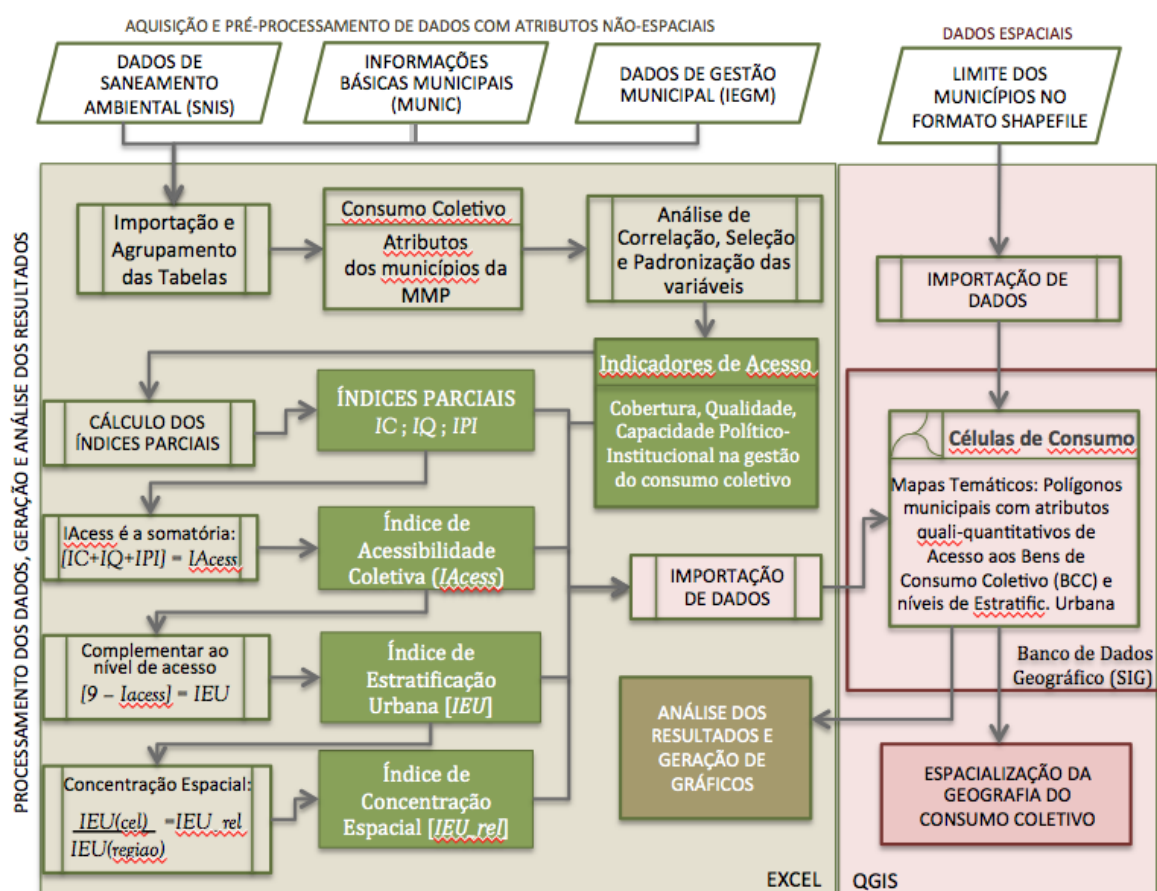 AQUISIÇÃO E PRÉ-PROCESSAMENTO DE DADOS COM ATRIBUTOS NÃO-ESPACIAIS
DADOS ESPACIAIS
DADOS DE
SANEAMENTO
AMBIENTAL (SNIS)
INFORMAÇÕES
BÁSICAS MUNICIPAIS
(MUNIC)
DADOS DE GESTÃO
MUNICIPAL (IEGM)
LIMITE DOS
MUNICÍPIOS NO
FORMATO SHAPEFILE
PROCESSAMENTO DOS DADOS, GERAÇÃO E ANÁLISE DOS RESULTADOS
Importação e
Agrupamento
das Tabelas
Consumo Coletivo
Atributos
dos municípios da
MMP
Análise de
Correlação, Seleção
e Padronização das
variáveis
IMPORTAÇÃO DE
DADOS
Indicadores de Acesso
Cobertura, Qualidade,
Capacidade Político-
Institucional na gestão
do consumo coletivo
CÁLCULO DOS
ÍNDICES PARCIAIS
ÍNDICES PARCIAIS
IC ; IQ ; IPI
Células de Consumo
Mapas Temáticos: Polígonos
municipais com atributos
quali-quantitativos de
Acesso aos Bens de
Consumo Coletivo (BCC) e
níveis de Estratific. Urbana
IAcess é a somatória:
[IC+IQ+IPI] = IAcess
Índice de
Acessibilidade
Coletiva (IAcess)
IMPORTAÇÃO
DE DADOS
Complementar ao
nível de acesso
[9 – Iacess] = IEU
Índice de
Estratificação
Urbana [IEU]
Banco de Dados
Geográfico (SIG)
ANÁLISE DOS
RESULTADOS E
GERAÇÃO DE
GRÁFICOS
Concentração Espacial:
IEU(cel) =IEU_rel
IEU(regiao)
Índice de
Concentração
Espacial [IEU_rel]
ESPACIALIZAÇÃO DA
GEOGRAFIA DO
CONSUMO COLETIVO
EXCEL
QGIS